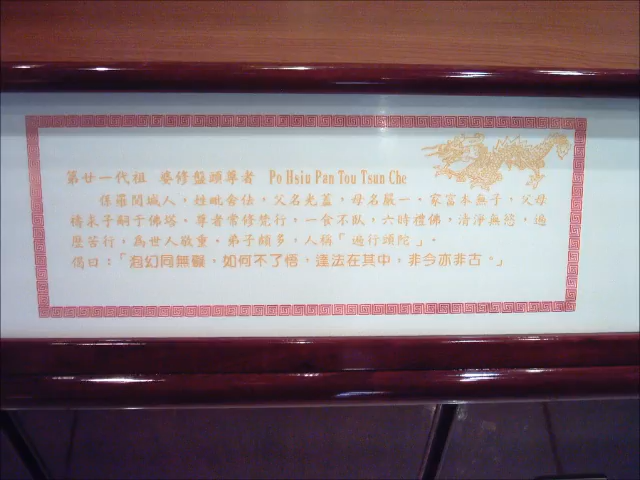 第廿一代祖 婆修盤頭尊者 Po Hsiu Pan Tou Tsun Che
係羅閱城人，姓毗舍佉，父名光蓋，母名嚴一。家富本無子，父母
禱求子嗣于佛塔。尊者常修梵行，一食不臥，六時禮佛，清淨無慾，過
麼苦行，為世人敬重。弟子頗多，人稱「遍行頭陀」。
偈曰：「泡幻同無礙，如何不了悟，達法在其中，非今亦非古。」